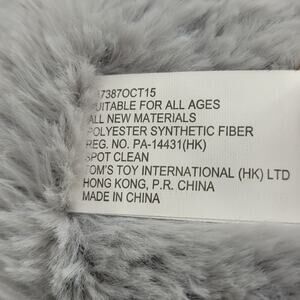 7387OCT15
SUITABLE FOR ALL AGES
ALL NEW MATERIALS
POLYESTER SYNTHETIC FIBER
REG. NO. PA-14431(HK)
SPOT CLEAN
TOM'S TOY INTERNATIONAL (HK) LTD
HONG KONG, P.R. CHINA
MADE IN CHINA